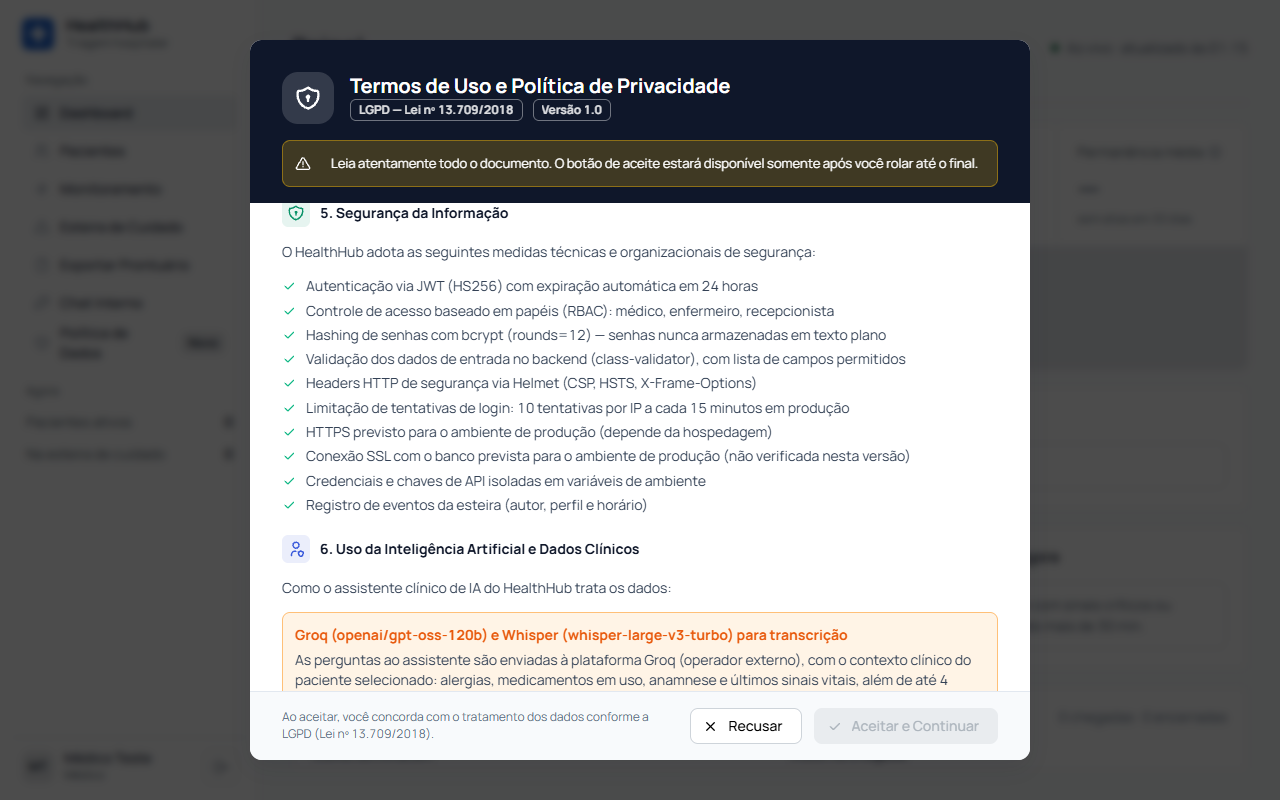 HealthHub
Navegação
Dashboard
Pacientes
Monitoramento
Esteira de Cuidado
Exportar Prontuário
Chat Interno
Termos de Uso e Política de Privacidade
LGPD — Lei nº 13.709/2018
Versão 1.0
Leia atentamente todo o documento. O botão de aceite estará disponível somente após você rolar até o final.
5. Segurança da Informação
O HealthHub adota as seguintes medidas técnicas e organizacionais de segurança:
Autenticação via JWT (HS256) com expiração automática em 24 horas
Controle de acesso baseado em papéis (RBAC): médico, enfermeiro, recepcionista
Hashing de senhas com bcrypt (rounds=12) — senhas nunca armazenadas em texto plano
Validação dos dados de entrada no backend (class-validator), com lista de campos permitidos
Headers HTTP de segurança via Helmet (CSP, HSTS, X-Frame-Options)
Limitação de tentativas de login: 10 tentativas por IP a cada 15 minutos em produção
HTTPS previsto para o ambiente de produção (depende da hospedagem)
Conexão SSL com o banco prevista para o ambiente de produção (não verificada nesta versão)
Credenciais e chaves de API isoladas em variáveis de ambiente
Registro de eventos da esteira (autor, perfil e horário)
6. Uso da Inteligência Artificial e Dados Clínicos
Como o assistente clínico de IA do HealthHub trata os dados:
Groq (openai/gpt-oss-120b) e Whisper (whisper-large-v3-turbo) para transcrição
As perguntas ao assistente são enviadas à plataforma Groq (operador externo), com o contexto clínico do
paciente selecionado: alergias, medicamentos em uso, anamnese e últimos sinais vitais, além de até 4
Ao aceitar, você concorda com o tratamento dos dados conforme a
LGPD (Lei nº 13.709/2018).
Recusar
Aceitar e Continuar